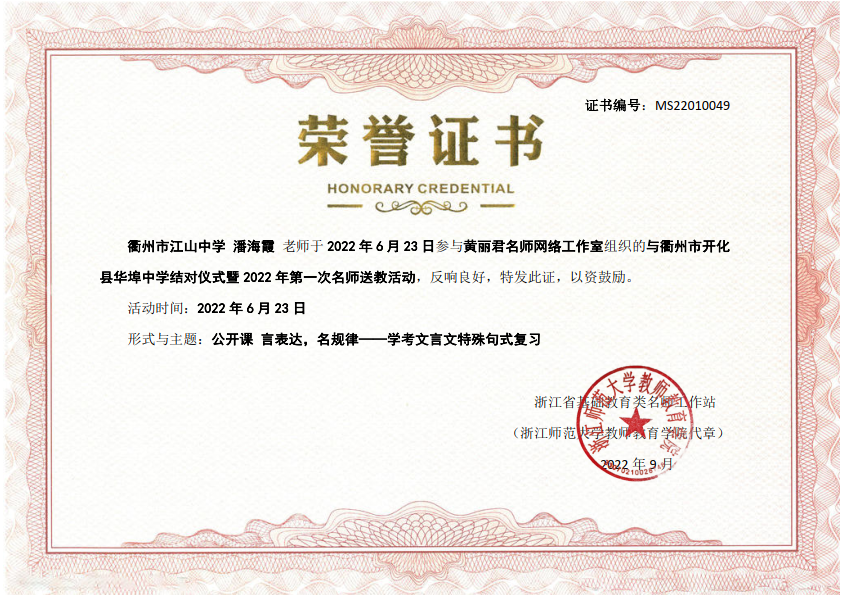 证书编号：MS22010049
荣誉证书
HONORARY CREDENTIAL
衢州市江山中学 潘海霞 老师于 2022 年 6 月 23 日参与黄丽君名师网络工作室组织的与衢州市开化
县华埠中学结对仪式暨 2022 年第一次名师送教活动，反响良好，特发此证，以资鼓励。
活动时间：2022 年 6 月 23 日
形式与主题：公开课 言表达，名规律——学考文言文特殊句式复习
浙江省基础教育类名师工作站
（浙江师范大学教师教育学院代章）
2022 年 9 月
浙江师范大学教师教育学院